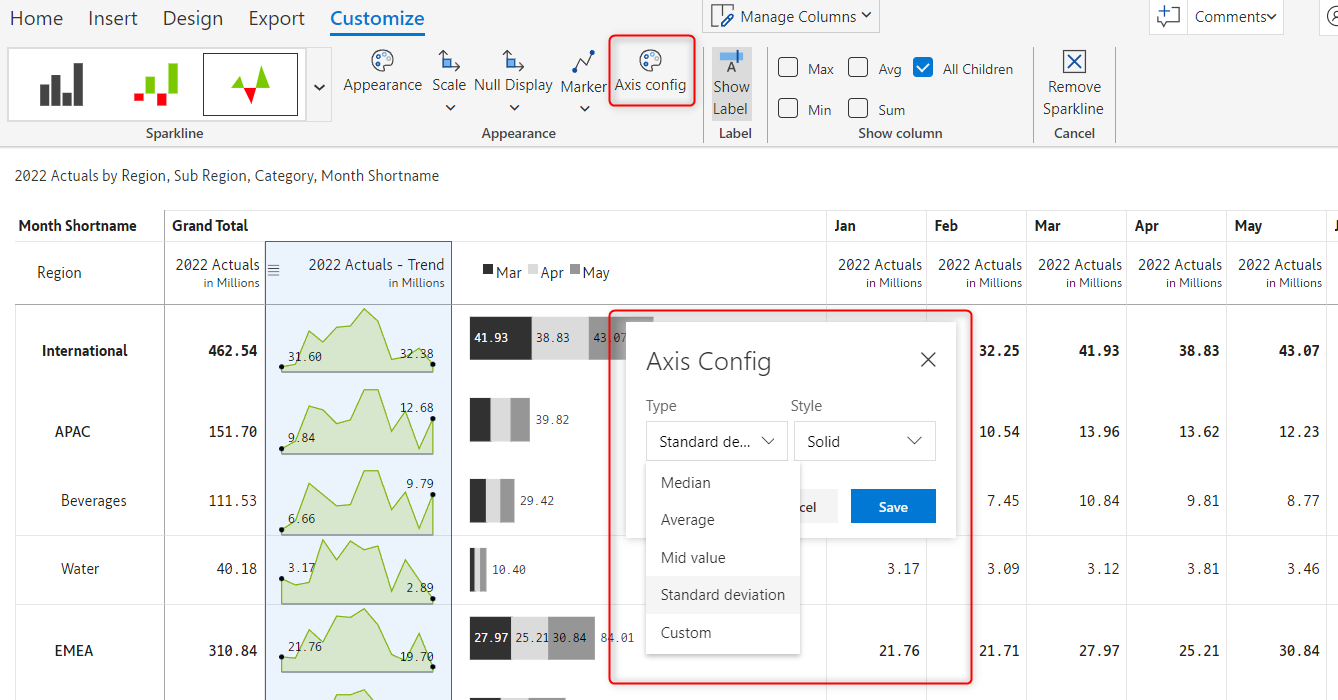 Home Insert Design Export Customize
Manage Columns
Comments
Appearance Scale Null Display Marker Axis config
Show Label
Max Avg All Children
Min Sum
Remove Sparkline
Sparkline Appearance Label Show column Cancel
2022 Actuals by Region, Sub Region, Category, Month Shortname
Month Shortname Grand Total Jan Feb Mar Apr May
Region 2022 Actuals 2022 Actuals - Trend Mar Apr May 2022 Actuals 2022 Actuals 2022 Actuals 2022 Actuals 2022 Actuals
in Millions in Millions in Millions in Millions in Millions in Millions in Millions
International 462.54 31.60 32.38 41.93 38.83 43.07 32.25 41.93 38.83 43.07
Axis Config
Type Style
APAC 151.70 9.84 12.68 39.82 10.54 13.96 13.62 12.23
Standard de... Solid
Median
Beverages 111.53 6.66 9.79 29.42 7.45 10.84 9.81 8.77
Save
Average
Mid value
Water 40.18 3.17 2.89 10.40 3.17 3.09 3.12 3.81 3.46
Standard deviation
Custom
EMEA 310.84 21.76 19.70 27.97 25.21 30.84 84.01 21.76 21.71 27.97 25.21 30.84